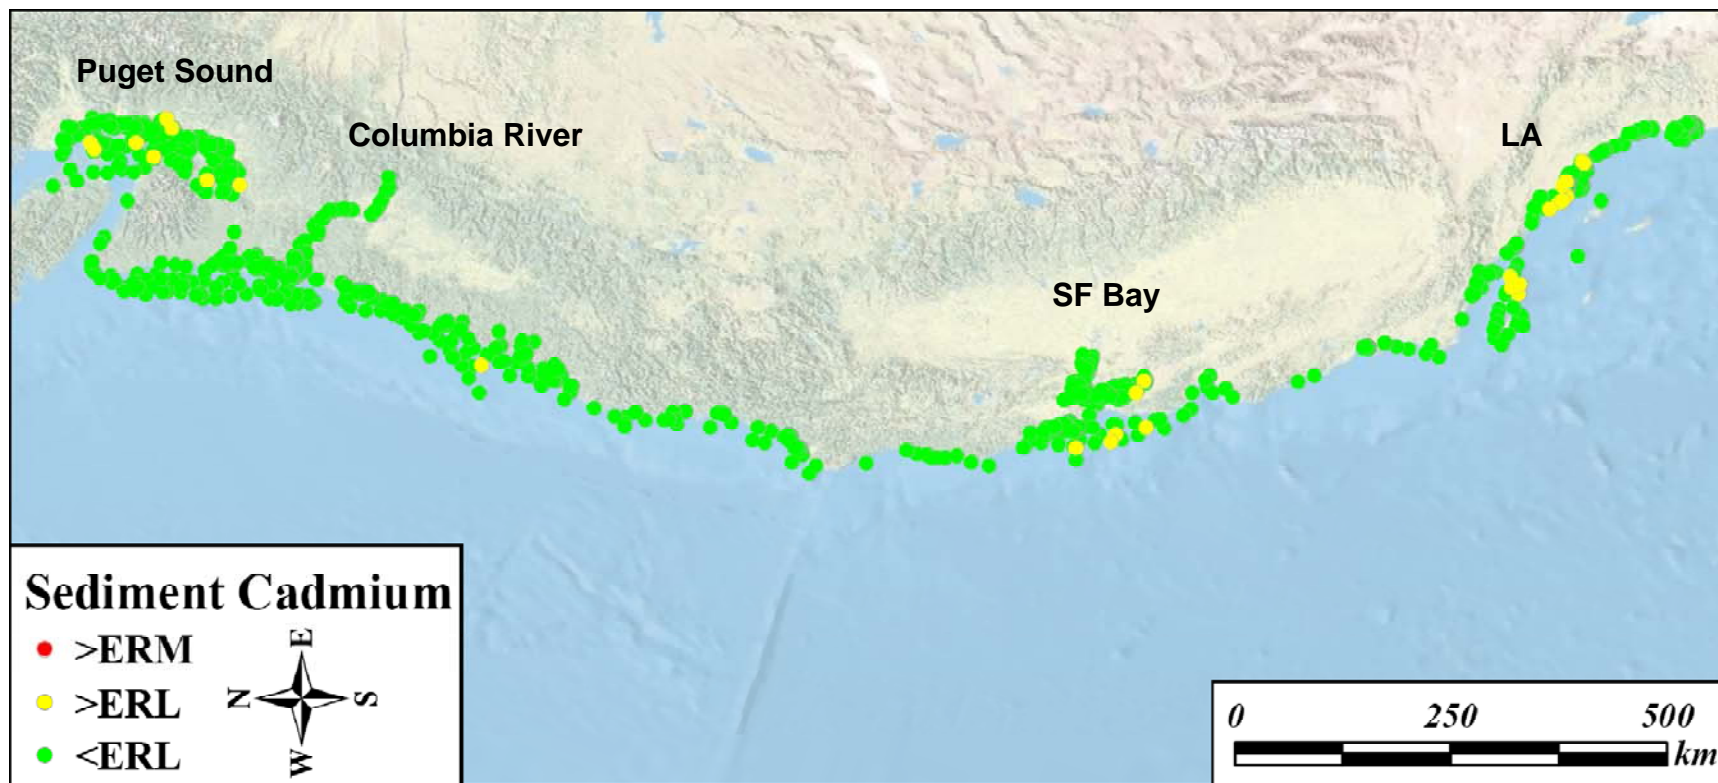 Puget Sound
Columbia River
LA
SF Bay
Sediment Cadmium
>ERM
>ERL
<ERL
E
N
S
W
0 250 500
km